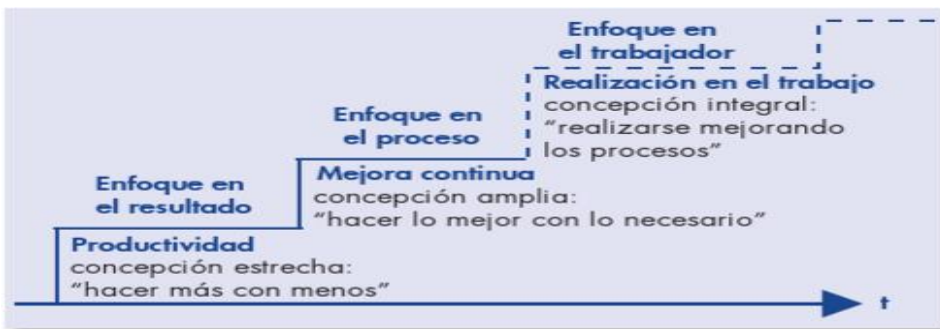 Enfoque en
el trabajador
Realización en el trabajo
concepción integral:
“realizarse mejorando
los procesos”
Enfoque en
el proceso
Mejora continua
concepción amplia:
“hacer lo mejor con lo necesario”
Enfoque en
el resultado
Productividad
concepción estrecha:
“hacer más con menos”
t